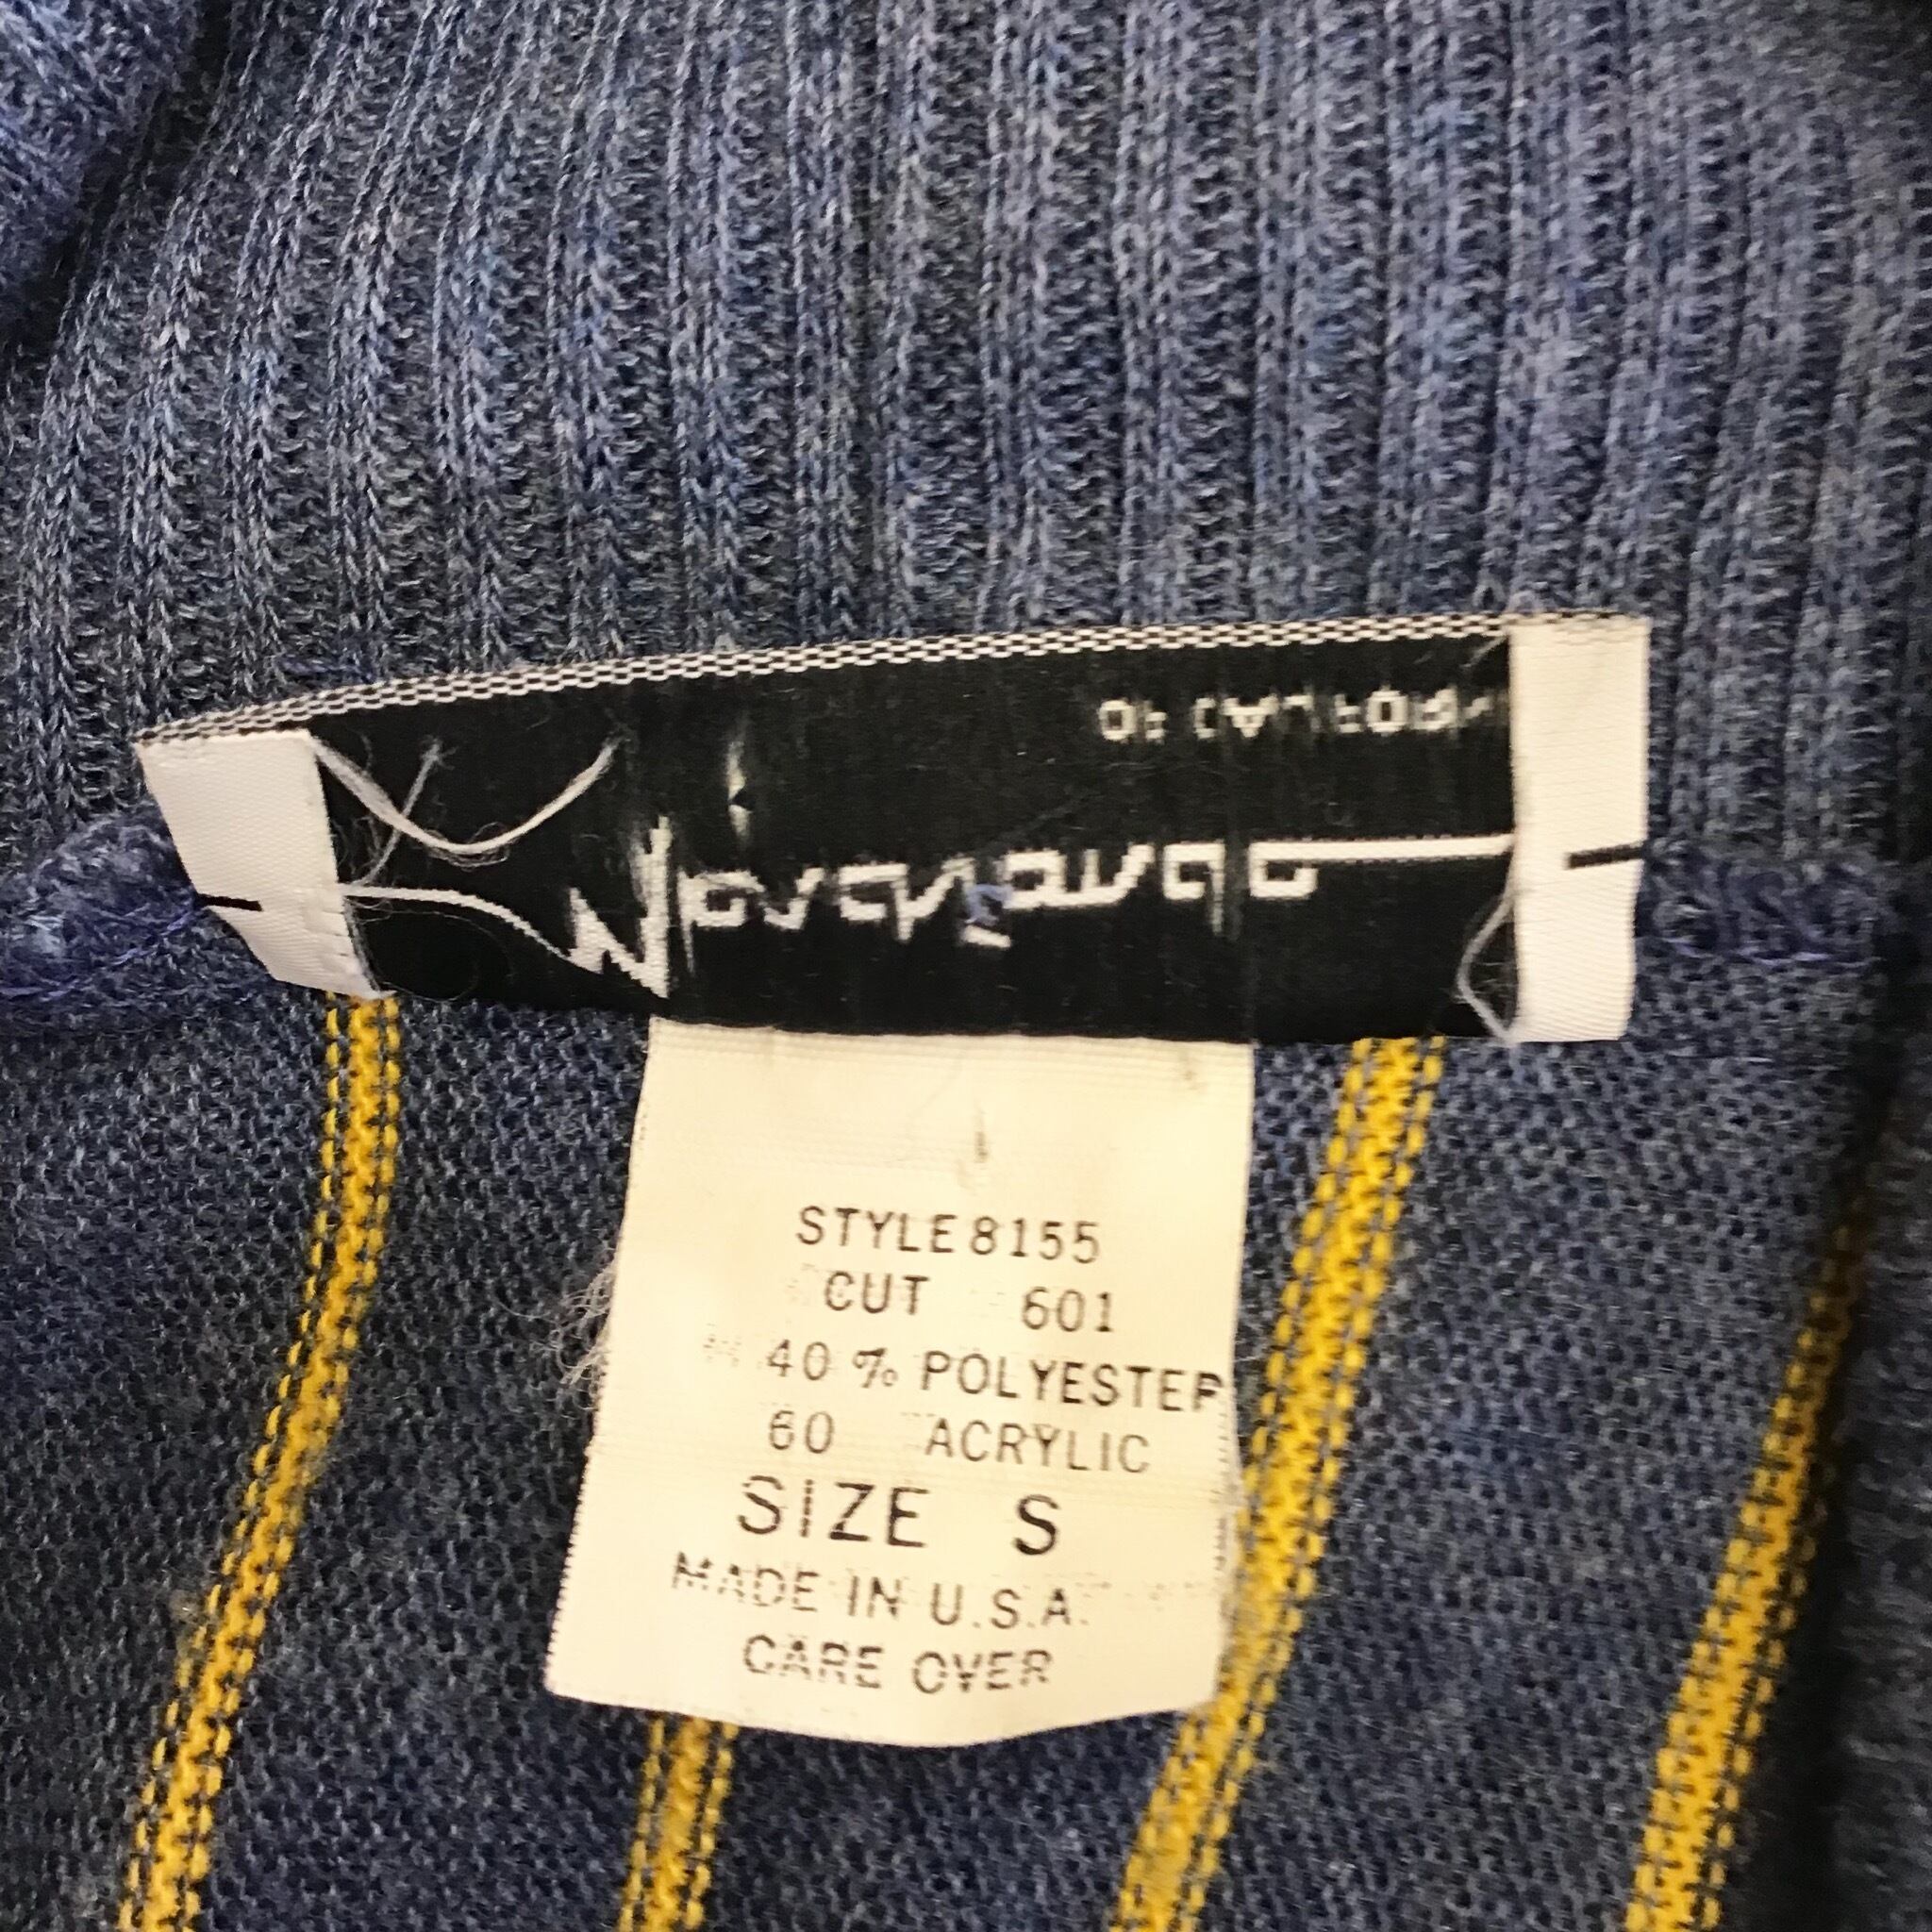 STYLE 8155
CUT 601
40 % POLYESTER
60 ACRYLIC
SIZE S
MADE IN U.S.A.
CARE OVER